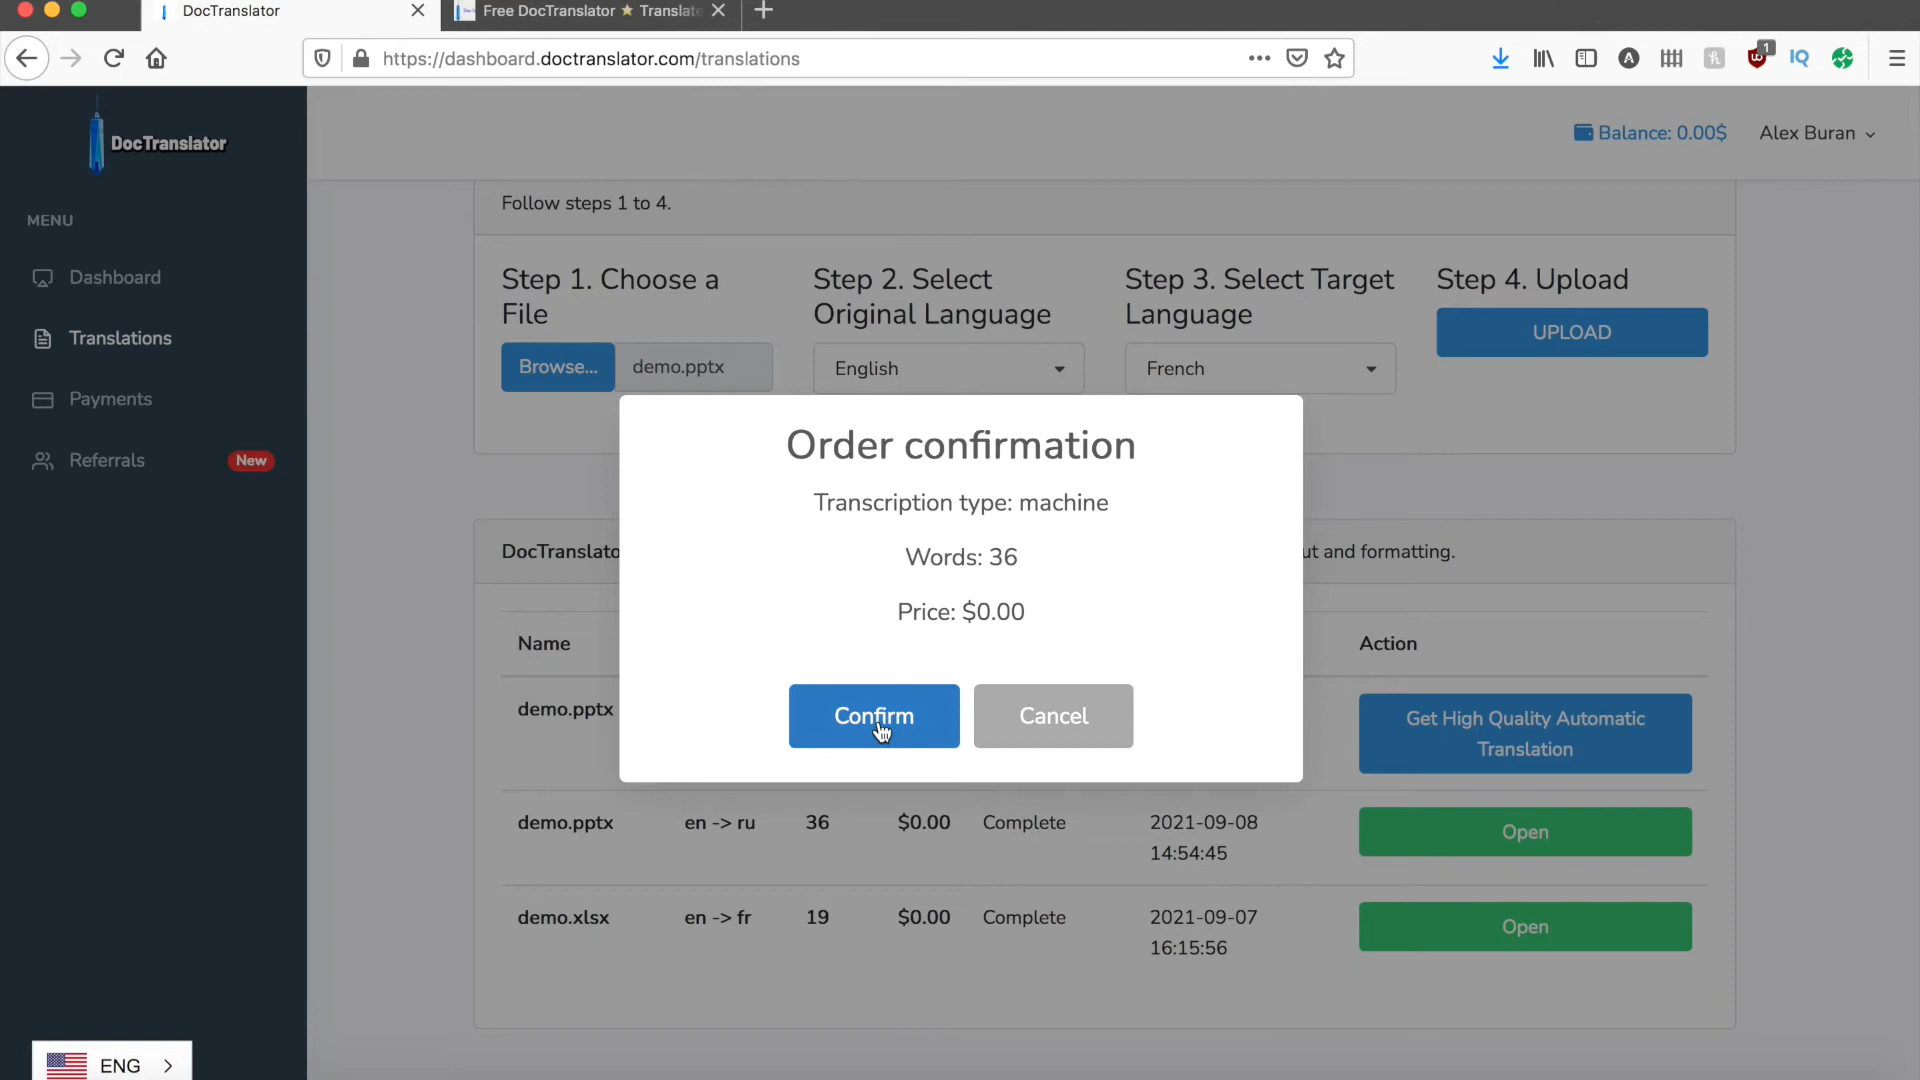 DocTranslator
Free DocTranslator ★ Translate
https://dashboard.doctranslator.com/translations
1
IQ
DocTranslator
Balance: 0.00$
Alex Buran
MENU
Dashboard
Translations
Payments
Referrals
New
Follow steps 1 to 4.
Step 1. Choose a
File
Browse...
demo.pptx
Step 2. Select
Original Language
English
Step 3. Select Target
Language
French
Step 4. Upload
UPLOAD
Order confirmation
Transcription type: machine
Words: 36
Price: $0.00
Confirm
Cancel
DocTranslato
ut and formatting.
Name
Action
demo.pptx
Get High Quality Automatic
Translation
demo.pptx en -> ru 36 $0.00 Complete 2021-09-08
14:54:45
Open
demo.xlsx en -> fr 19 $0.00 Complete 2021-09-07
16:15:56
Open
ENG